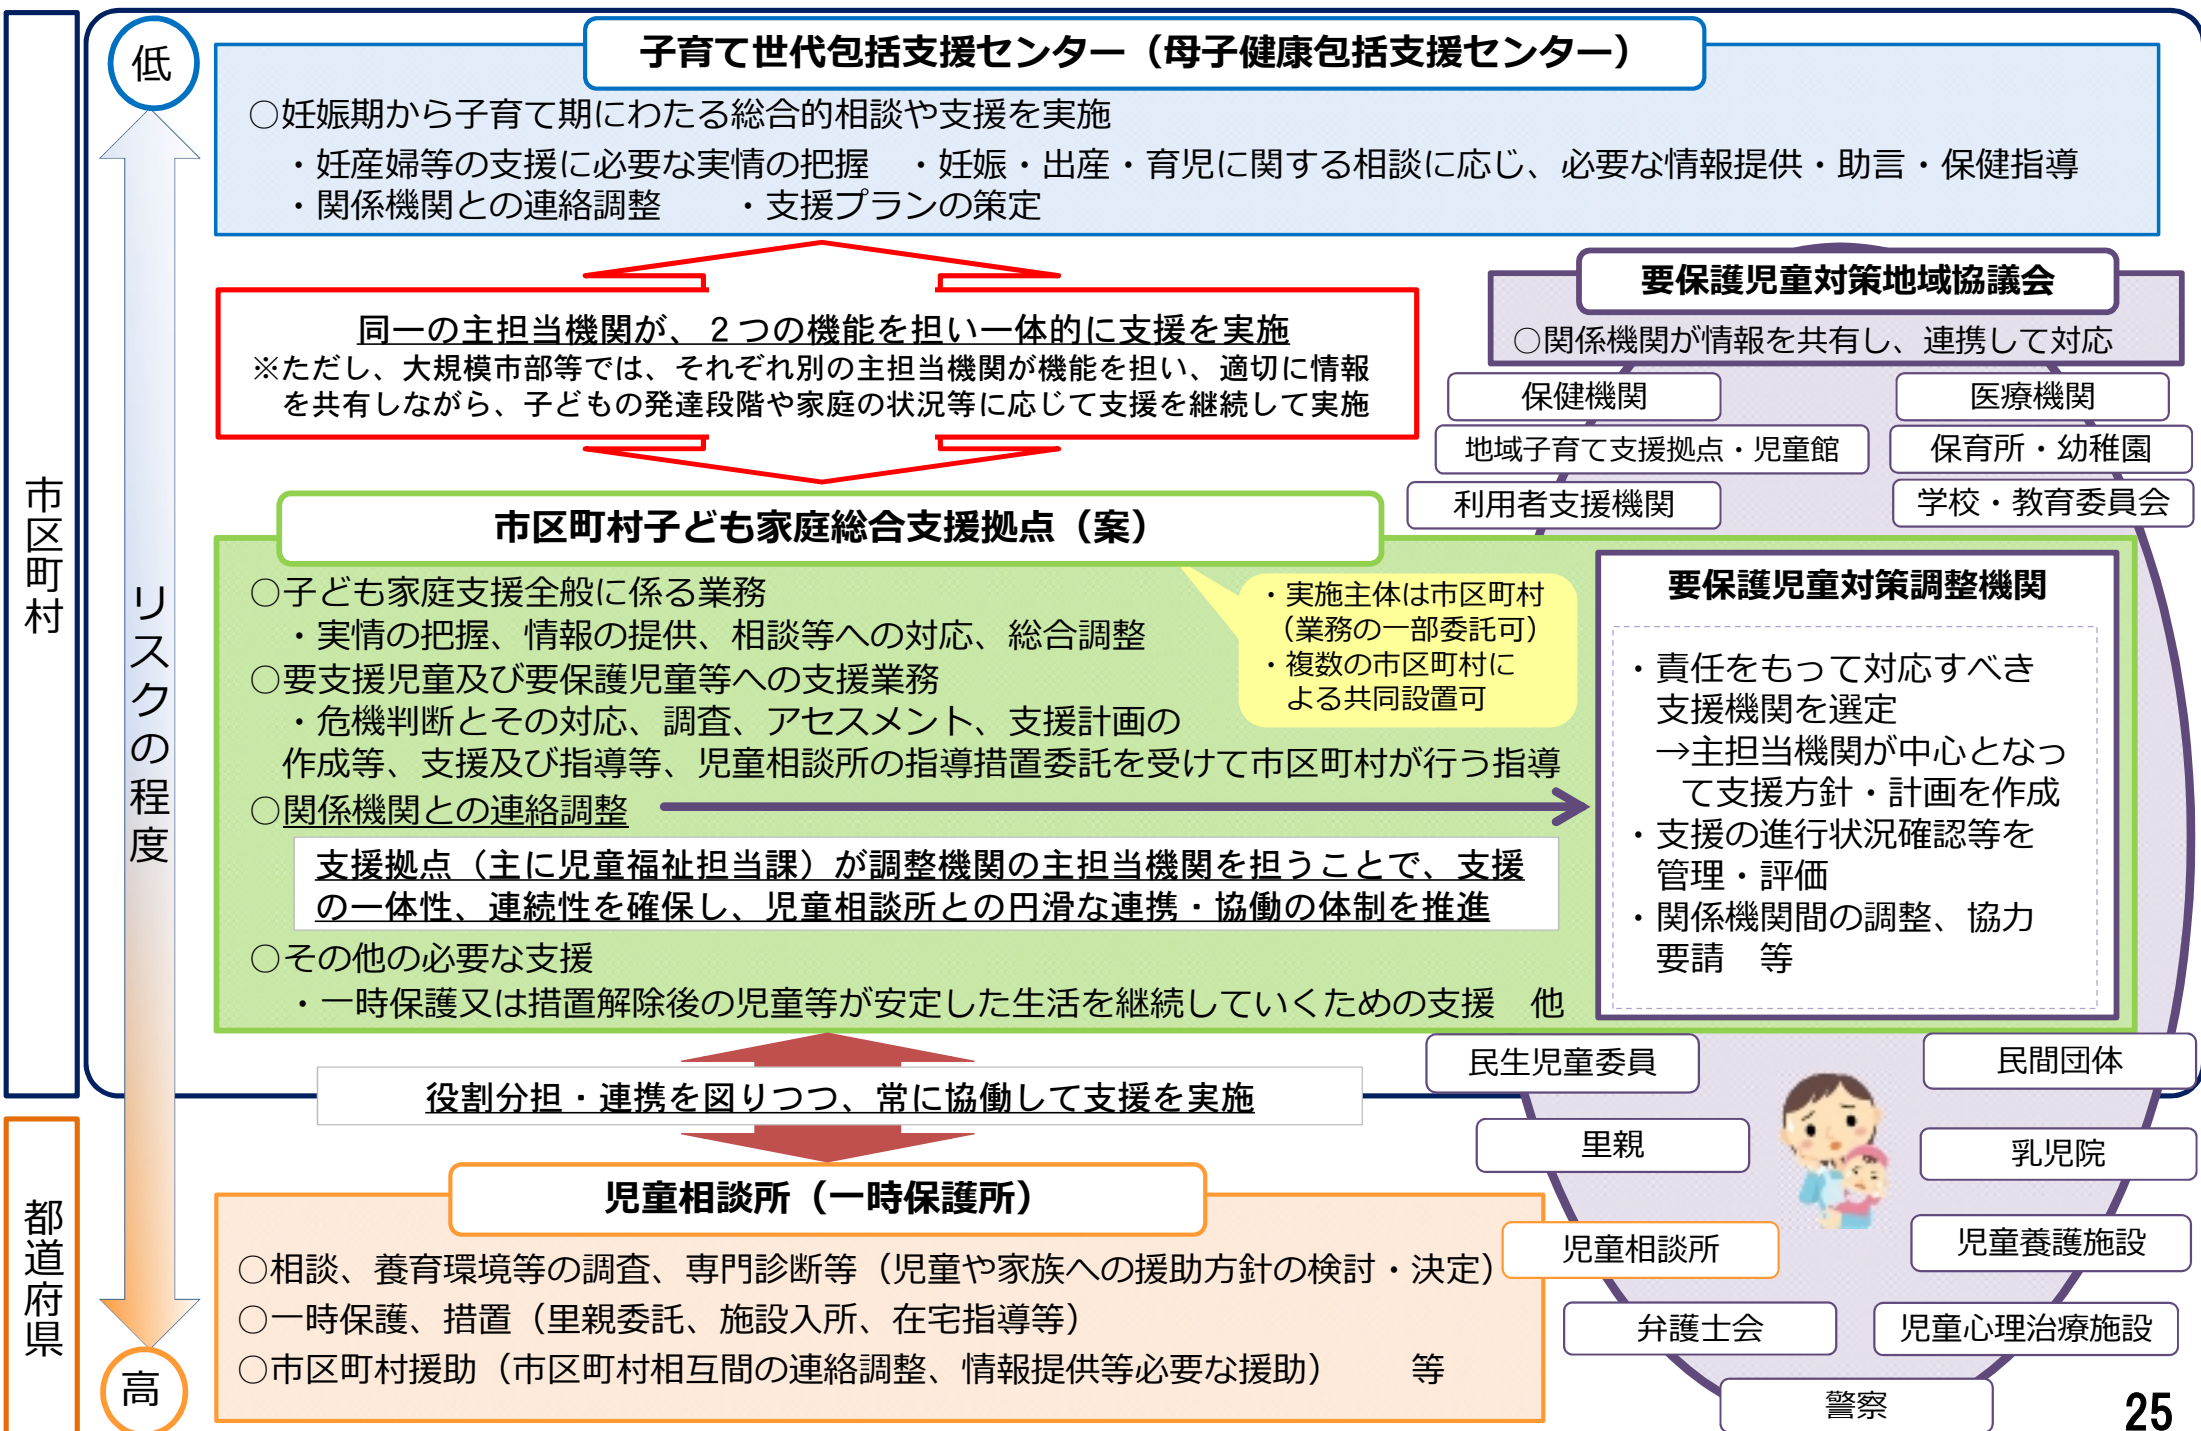 市区町村
都道府県
低
リスクの程度
高
子育て世代包括支援センター（母子健康包括支援センター）
○妊娠期から子育て期にわたる総合的相談や支援を実施
・妊産婦等の支援に必要な実情の把握　・妊娠・出産・育児に関する相談に応じ、必要な情報提供・助言・保健指導
・関係機関との連絡調整　　・支援プランの策定
同一の主担当機関が、２つの機能を担い一体的に支援を実施
※ただし、大規模市部等では、それぞれ別の主担当機関が機能を担い、適切に情報
を共有しながら、子どもの発達段階や家庭の状況等に応じて支援を継続して実施
市区町村子ども家庭総合支援拠点（案）
○子ども家庭支援全般に係る業務
・実情の把握、情報の提供、相談等への対応、総合調整
○要支援児童及び要保護児童等への支援業務
・危機判断とその対応、調査、アセスメント、支援計画の
作成等、支援及び指導等、児童相談所の指導措置委託を受けて市区町村が行う指導
○関係機関との連絡調整
支援拠点（主に児童福祉担当課）が調整機関の主担当機関を担うことで、支援
の一体性、連続性を確保し、児童相談所との円滑な連携・協働の体制を推進
○その他の必要な支援
・一時保護又は措置解除後の児童等が安定した生活を継続していくための支援　他
・実施主体は市区町村
（業務の一部委託可）
・複数の市区町村に
よる共同設置可
役割分担・連携を図りつつ、常に協働して支援を実施
児童相談所（一時保護所）
○相談、養育環境等の調査、専門診断等（児童や家族への援助方針の検討・決定）
○一時保護、措置（里親委託、施設入所、在宅指導等）
○市区町村援助（市区町村相互間の連絡調整、情報提供等必要な援助）　　等
要保護児童対策地域協議会
○関係機関が情報を共有し、連携して対応
保健機関
医療機関
地域子育て支援拠点・児童館
保育所・幼稚園
利用者支援機関
学校・教育委員会
要保護児童対策調整機関
・責任をもって対応すべき
支援機関を選定
→主担当機関が中心となっ
て支援方針・計画を作成
・支援の進行状況確認等を
管理・評価
・関係機関間の調整、協力
要請　等
民生児童委員
民間団体
里親
乳児院
児童相談所
児童養護施設
弁護士会
児童心理治療施設
警察
25